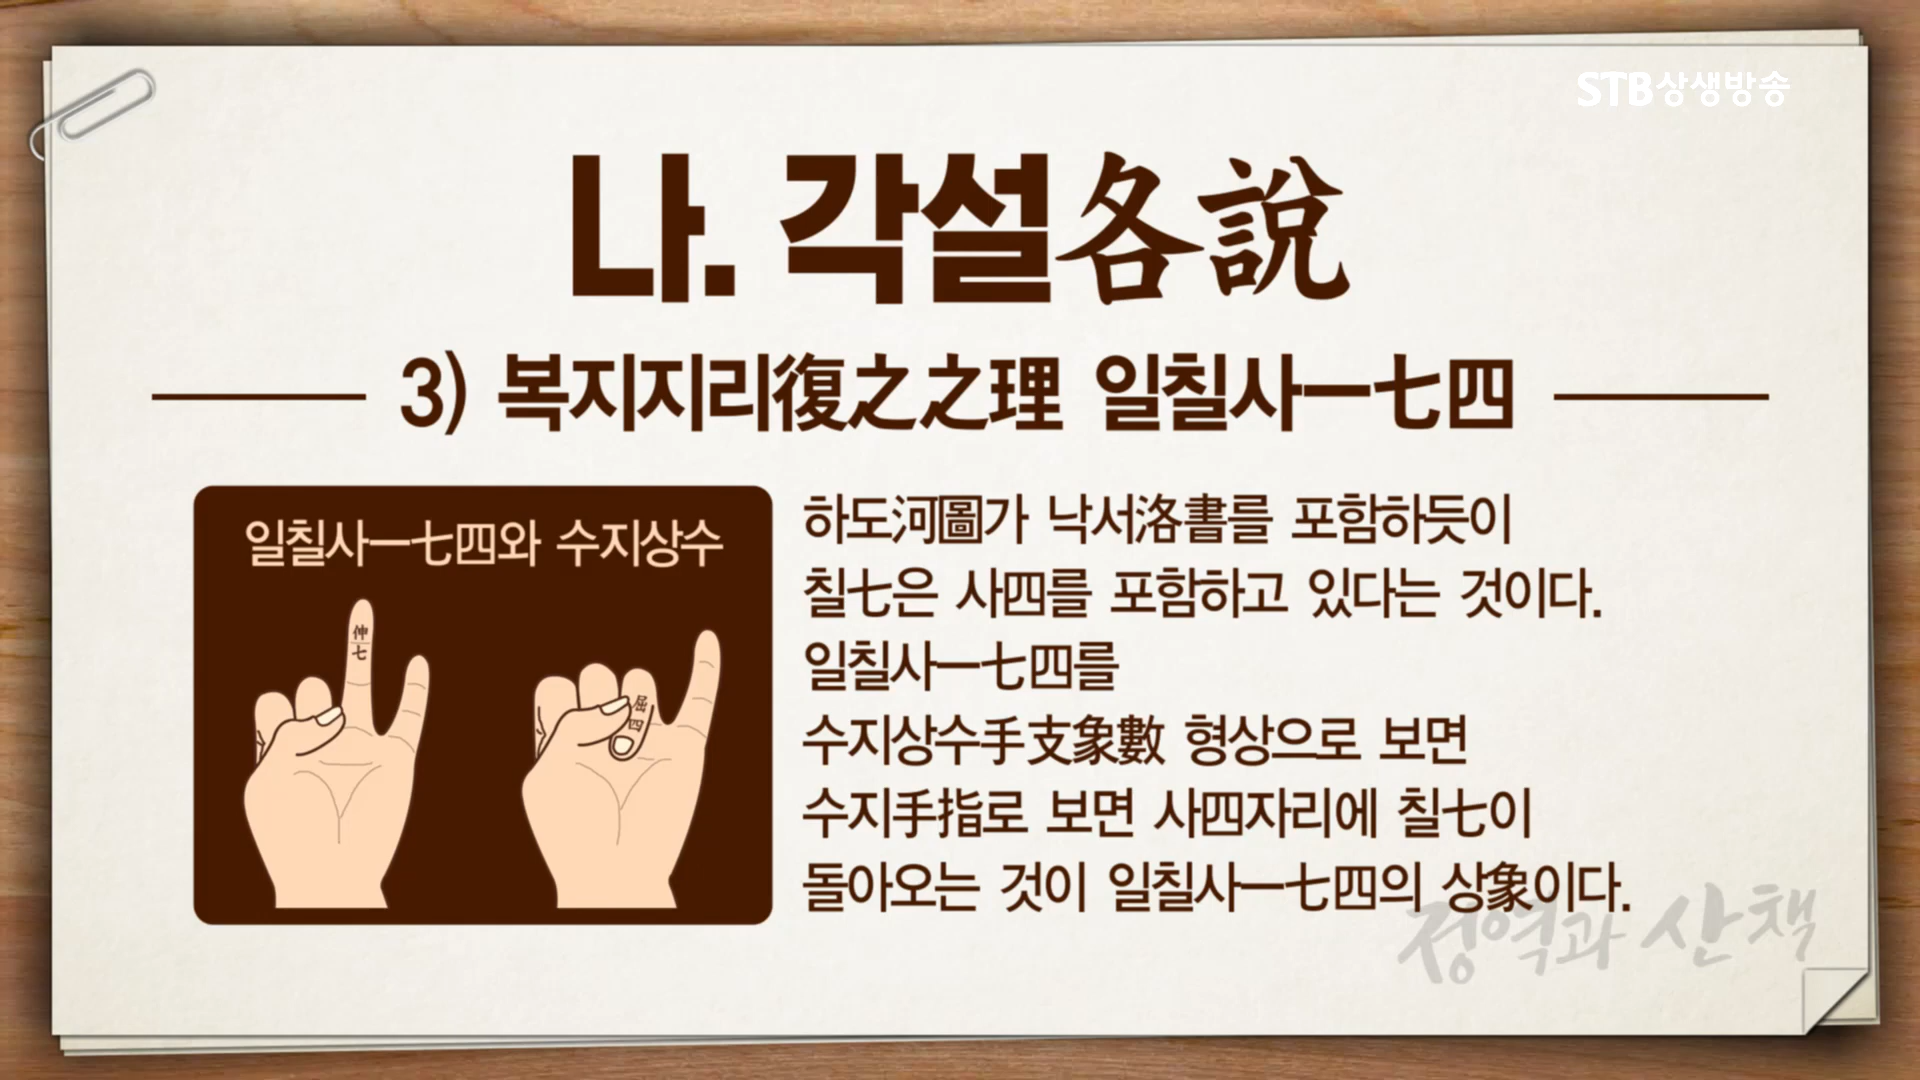 STB상생방송
나. 각설各說
3) 복지지리復之之理 일칠사一七四
일칠사一七四와 수지상수
伸
七
屈
四
하도河圖가 낙서洛書를 포함하듯이
칠七은 사四를 포함하고 있다는 것이다.
일칠사一七四를
수지상수手支象數 형상으로 보면
수지手指로 보면 사四자리에 칠七이
돌아오는 것이 일칠사一七四의 상象이다.
정역과 산책